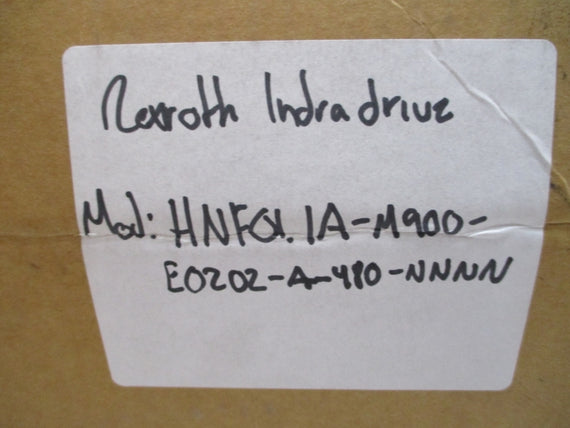 Rexroth Indradrive
Mod: HNF01.1A-M900-
E0202-A-480-NNNN